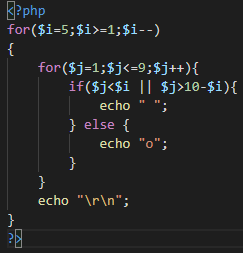 <?php
for($i=5;$i>=1;$i--)
{
    for($j=1;$j<=9;$j++){
        if($j<$i || $j>10-$i){
            echo " ";
        } else {
            echo "o";
        }
    }
    echo "\r\n";
}
?>